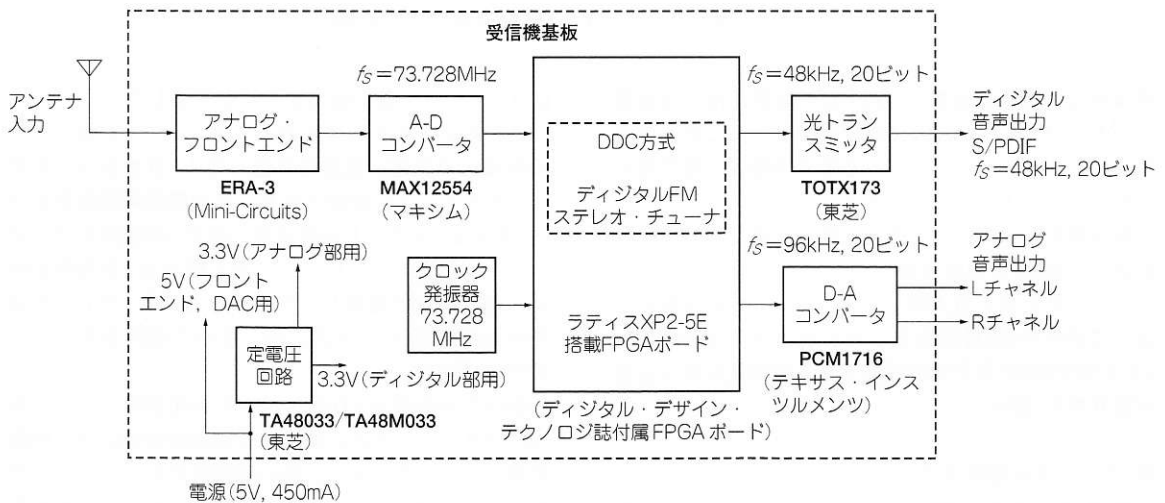 受信機基板
アンテナ
入力
アナログ・
フロントエンド
ERA-3
(Mini-Circuits)
fS=73.728MHz
A-D
コンバータ
MAX12554
(マキシム)
DDC方式
ディジタルFM
ステレオ・チューナ
fS=48kHz, 20ビット
光トラン
スミッタ
TOTX173
(東芝)
ディジタル
音声出力
S/PDIF
fS=48kHz, 20ビット
3.3V(アナログ部用)
5V(フロント
エンド, DAC用)
定電圧
回路
3.3V(ディジタル部用)
TA48033/TA48M033
(東芝)
電源(5V, 450mA)
クロック
発振器
73.728
MHz
ラティスXP2-5E
搭載FPGAボード
(ディジタル・デザイン・
テクノロジ誌付属FPGAボード)
fS=96kHz, 20ビット
D-A
コンバータ
PCM1716
(テキサス・インス
ツルメンツ)
アナログ
音声出力
Lチャネル
Rチャネル